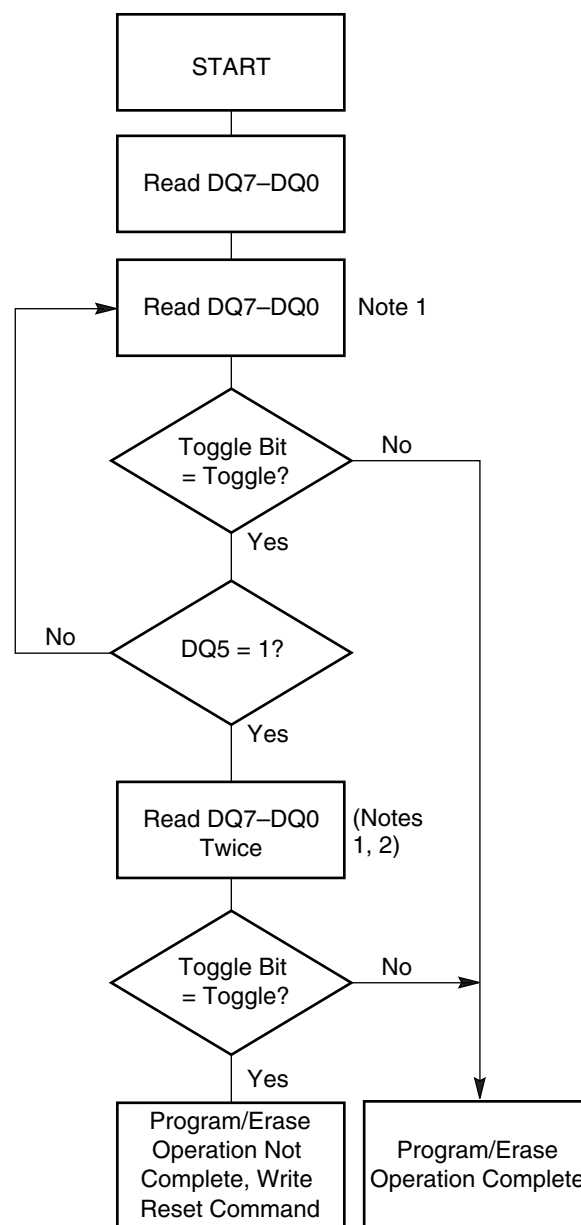 START
Read DQ7–DQ0
Read DQ7–DQ0
Note 1
Toggle Bit
= Toggle?
No
Yes
No
DQ5 = 1?
Yes
Read DQ7–DQ0
Twice
(Notes
1, 2)
Toggle Bit
= Toggle?
No
Yes
Program/Erase
Operation Not
Complete, Write
Reset Command
Program/Erase
Operation Complete